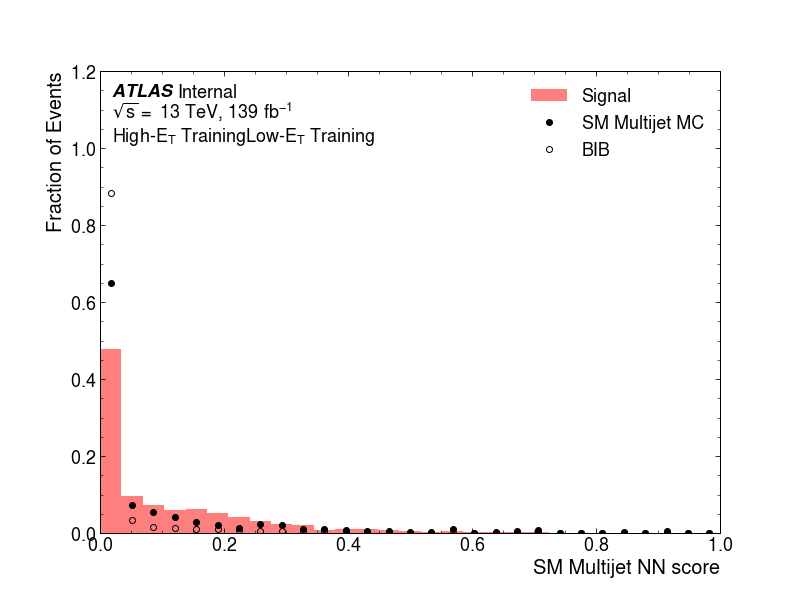 ATLAS Internal
√s = 13 TeV, 139 fb⁻¹
High-E_T TrainingLow-E_T Training
Signal
SM Multijet MC
BIB
Fraction of Events
1.2
1.0
0.8
0.6
0.4
0.2
0.0
0.0 0.2 0.4 0.6 0.8 1.0
SM Multijet NN score